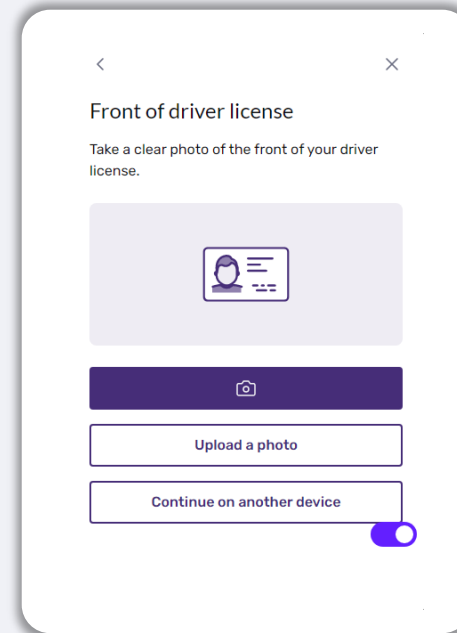 Front of driver license
Take a clear photo of the front of your driver
license.
Upload a photo
Continue on another device